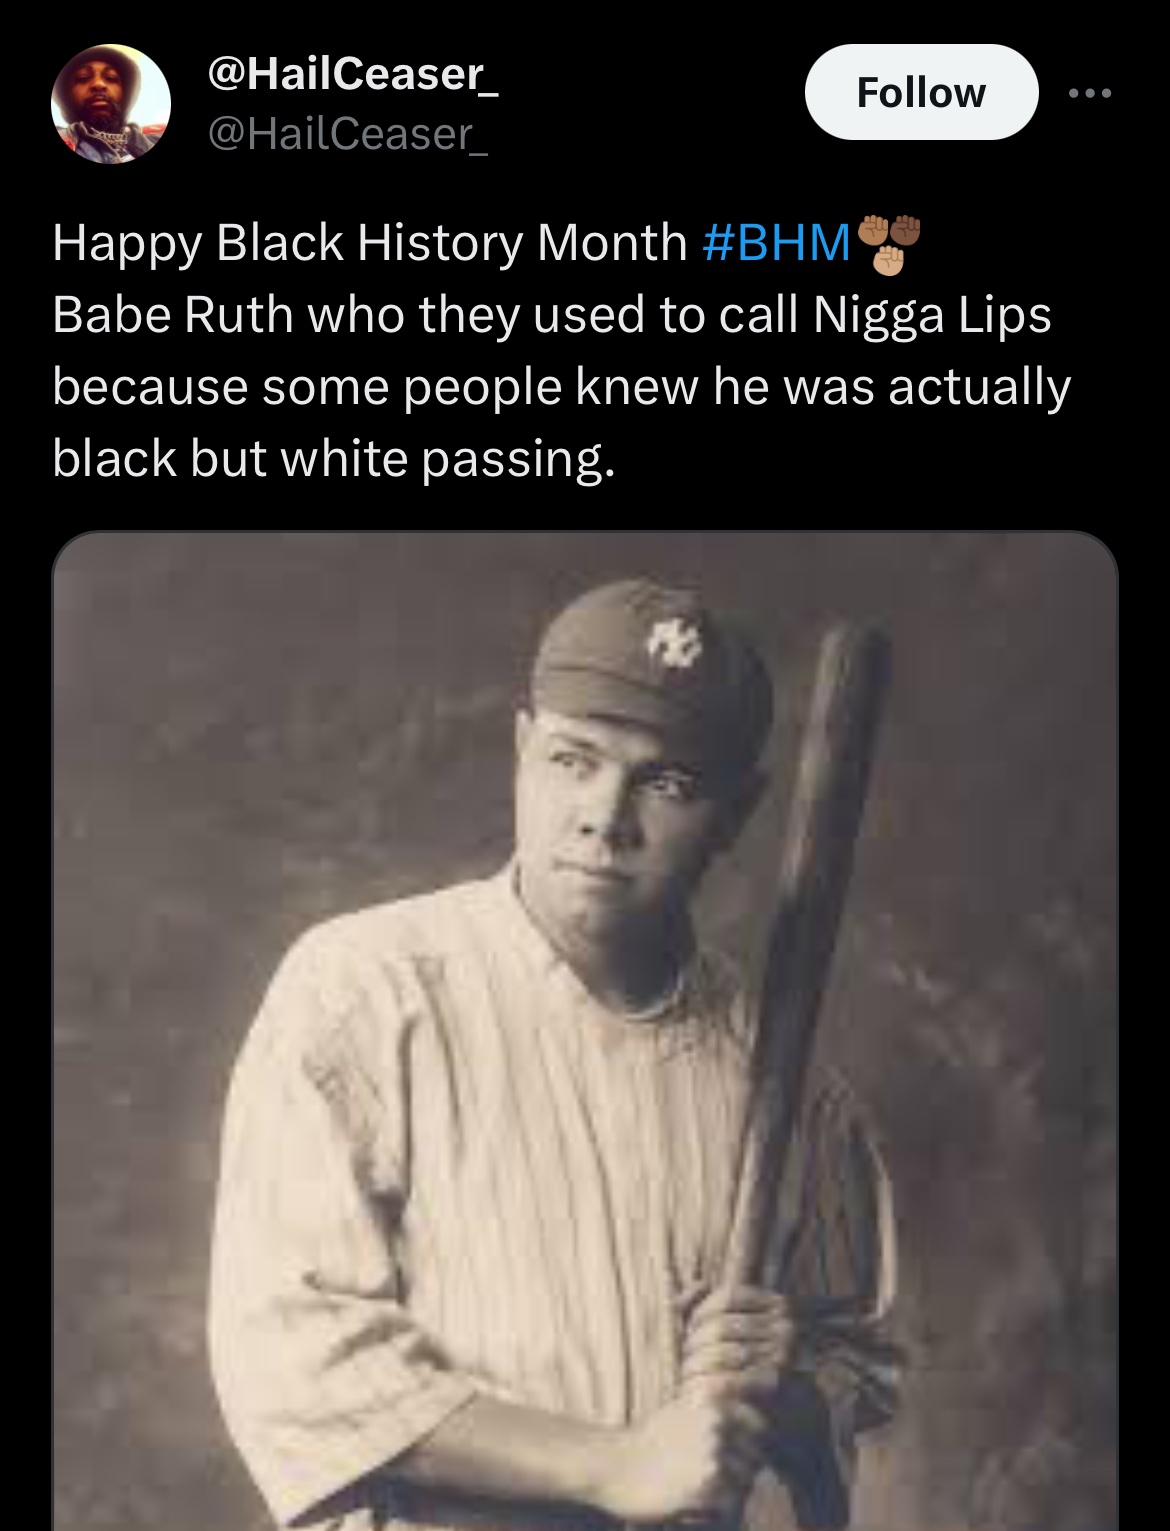 @HailCeaser_
@HailCeaser_
Follow
Happy Black History Month #BHM✊🏽✊🏾
✊🏼
Babe Ruth who they used to call Nigga Lips
because some people knew he was actually
black but white passing.
NY